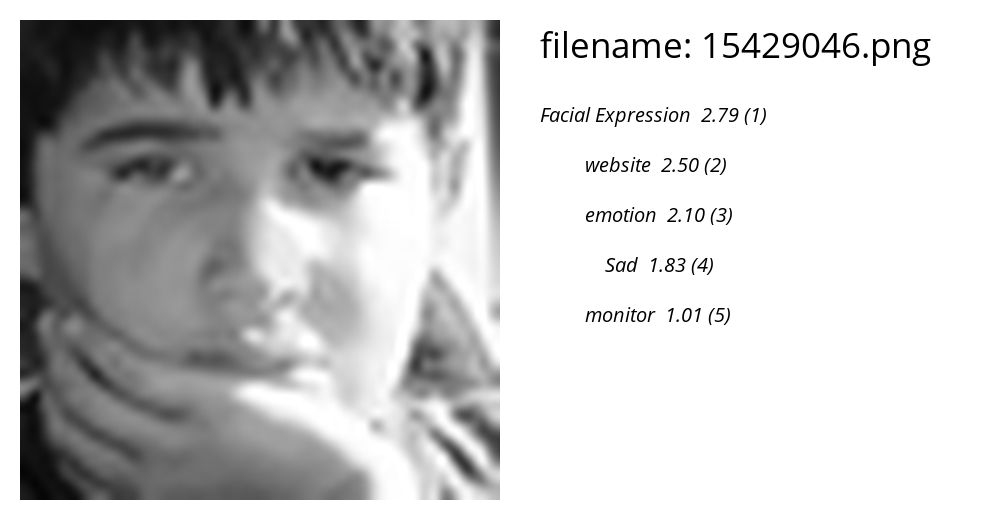 filename: 15429046.png
Facial Expression 2.79 (1)
website 2.50 (2)
emotion 2.10 (3)
Sad 1.83 (4)
monitor 1.01 (5)